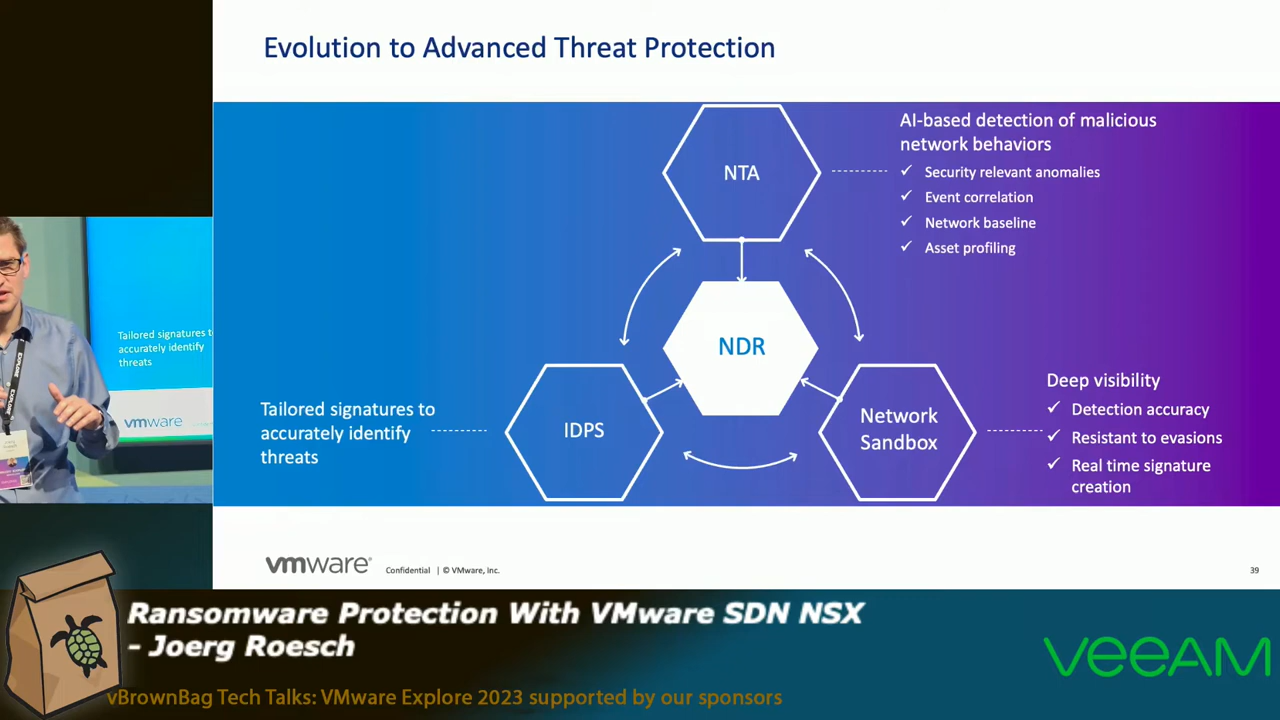 Evolution to Advanced Threat Protection
NTA
AI-based detection of malicious
network behaviors
✓ Security relevant anomalies
✓ Event correlation
✓ Network baseline
✓ Asset profiling
NDR
Tailored signatures to
accurately identify
threats
IDPS
Network
Sandbox
Deep visibility
✓ Detection accuracy
✓ Resistant to evasions
✓ Real time signature
creation
vmware®
Confidential | © VMware, Inc.
39
Tailored signatures to
accurately identify
threats
vmware
EXPLORE
Ransomware Protection With VMware SDN NSX
- Joerg Roesch
vBrownBag Tech Talks: VMware Explore 2023 supported by our sponsors
veeAM